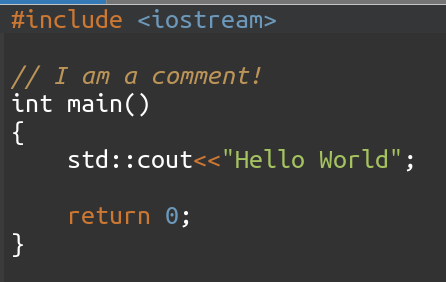 #include <iostream>
// I am a comment!
int main()
{
    std::cout<<"Hello World";
    return 0;
}